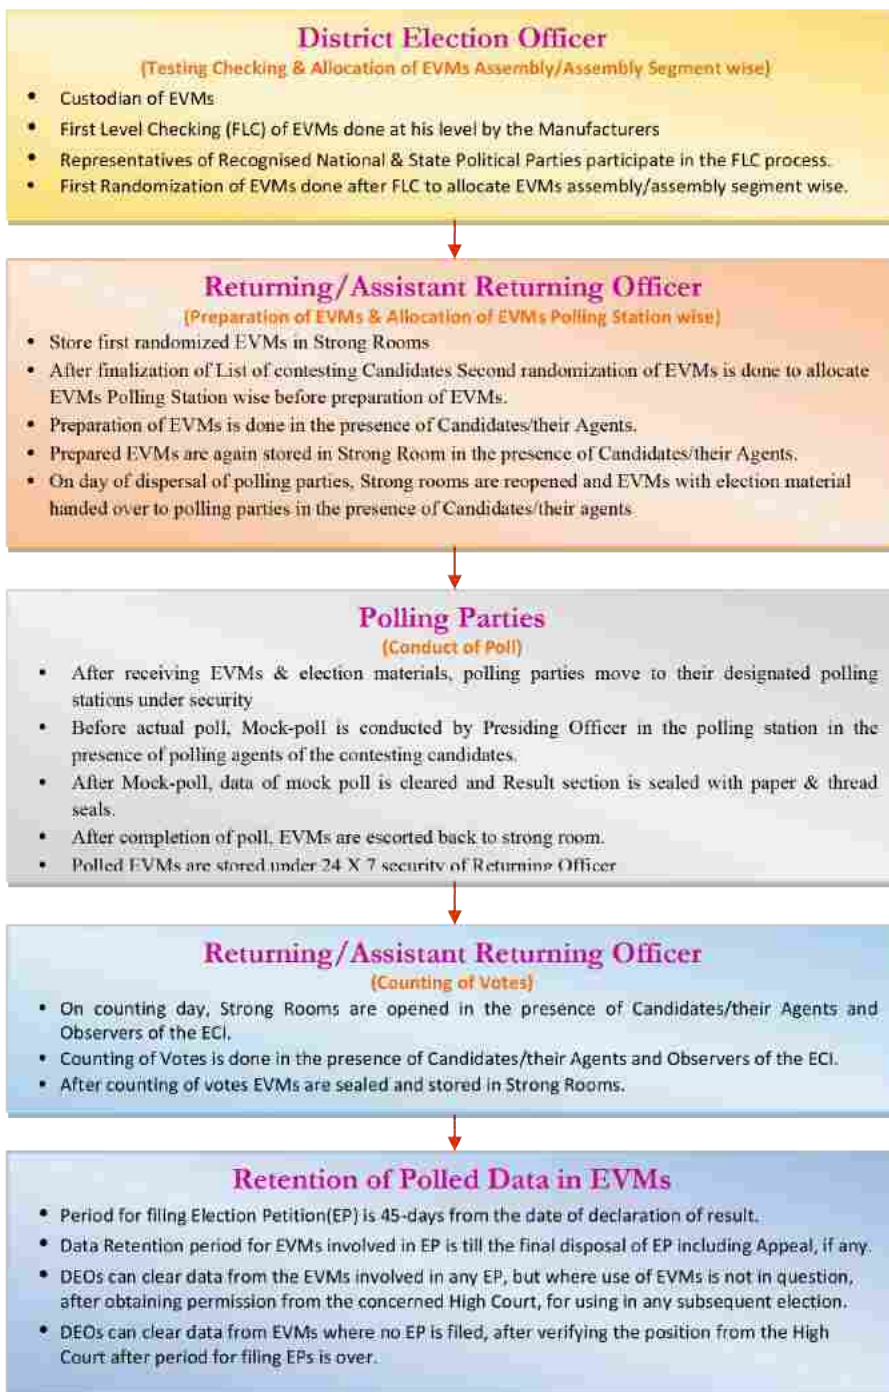 District Election Officer
(Testing Checking & Allocation of EVMs Assembly/Assembly Segment wise)
• Custodian of EVMs
• First Level Checking (FLC) of EVMs done at his level by the Manufacturers
• Representatives of Recognised National & State Political Parties participate in the FLC process.
• First Randomization of EVMs done after FLC to allocate EVMs assembly/assembly segment wise.
Returning/Assistant Returning Officer
(Preparation of EVMs & Allocation of EVMs Polling Station wise)
• Store first randomized EVMs in Strong Rooms
• After finalization of List of contesting Candidates Second randomization of EVMs is done to allocate
EVMs Polling Station wise before preparation of EVMs.
• Preparation of EVMs is done in the presence of Candidates/their Agents.
• Prepared EVMs are again stored in Strong Room in the presence of Candidates/their Agents.
• On day of dispersal of polling parties, Strong rooms are reopened and EVMs with election material
handed over to polling parties in the presence of Candidates/their agents
Polling Parties
(Conduct of Poll)
• After receiving EVMs & election materials, polling parties move to their designated polling
stations under security
• Before actual poll, Mock-poll is conducted by Presiding Officer in the polling station in the
presence of polling agents of the contesting candidates.
• After Mock-poll, data of mock poll is cleared and Result section is sealed with paper & thread
seals.
• After completion of poll, EVMs are escorted back to strong room.
• Polled EVMs are stored under 24 X 7 security of Returning Officer
Returning/Assistant Returning Officer
(Counting of Votes)
• On counting day, Strong Rooms are opened in the presence of Candidates/their Agents and
Observers of the ECI.
• Counting of Votes is done in the presence of Candidates/their Agents and Observers of the ECI.
• After counting of votes EVMs are sealed and stored in Strong Rooms.
Retention of Polled Data in EVMs
• Period for filing Election Petition(EP) is 45-days from the date of declaration of result.
• Data Retention period for EVMs involved in EP is till the final disposal of EP including Appeal, if any.
• DEOs can clear data from the EVMs involved in any EP, but where use of EVMs is not in question,
after obtaining permission from the concerned High Court, for using in any subsequent election.
• DEOs can clear data from EVMs where no EP is filed, after verifying the position from the High
Court after period for filing EPs is over.